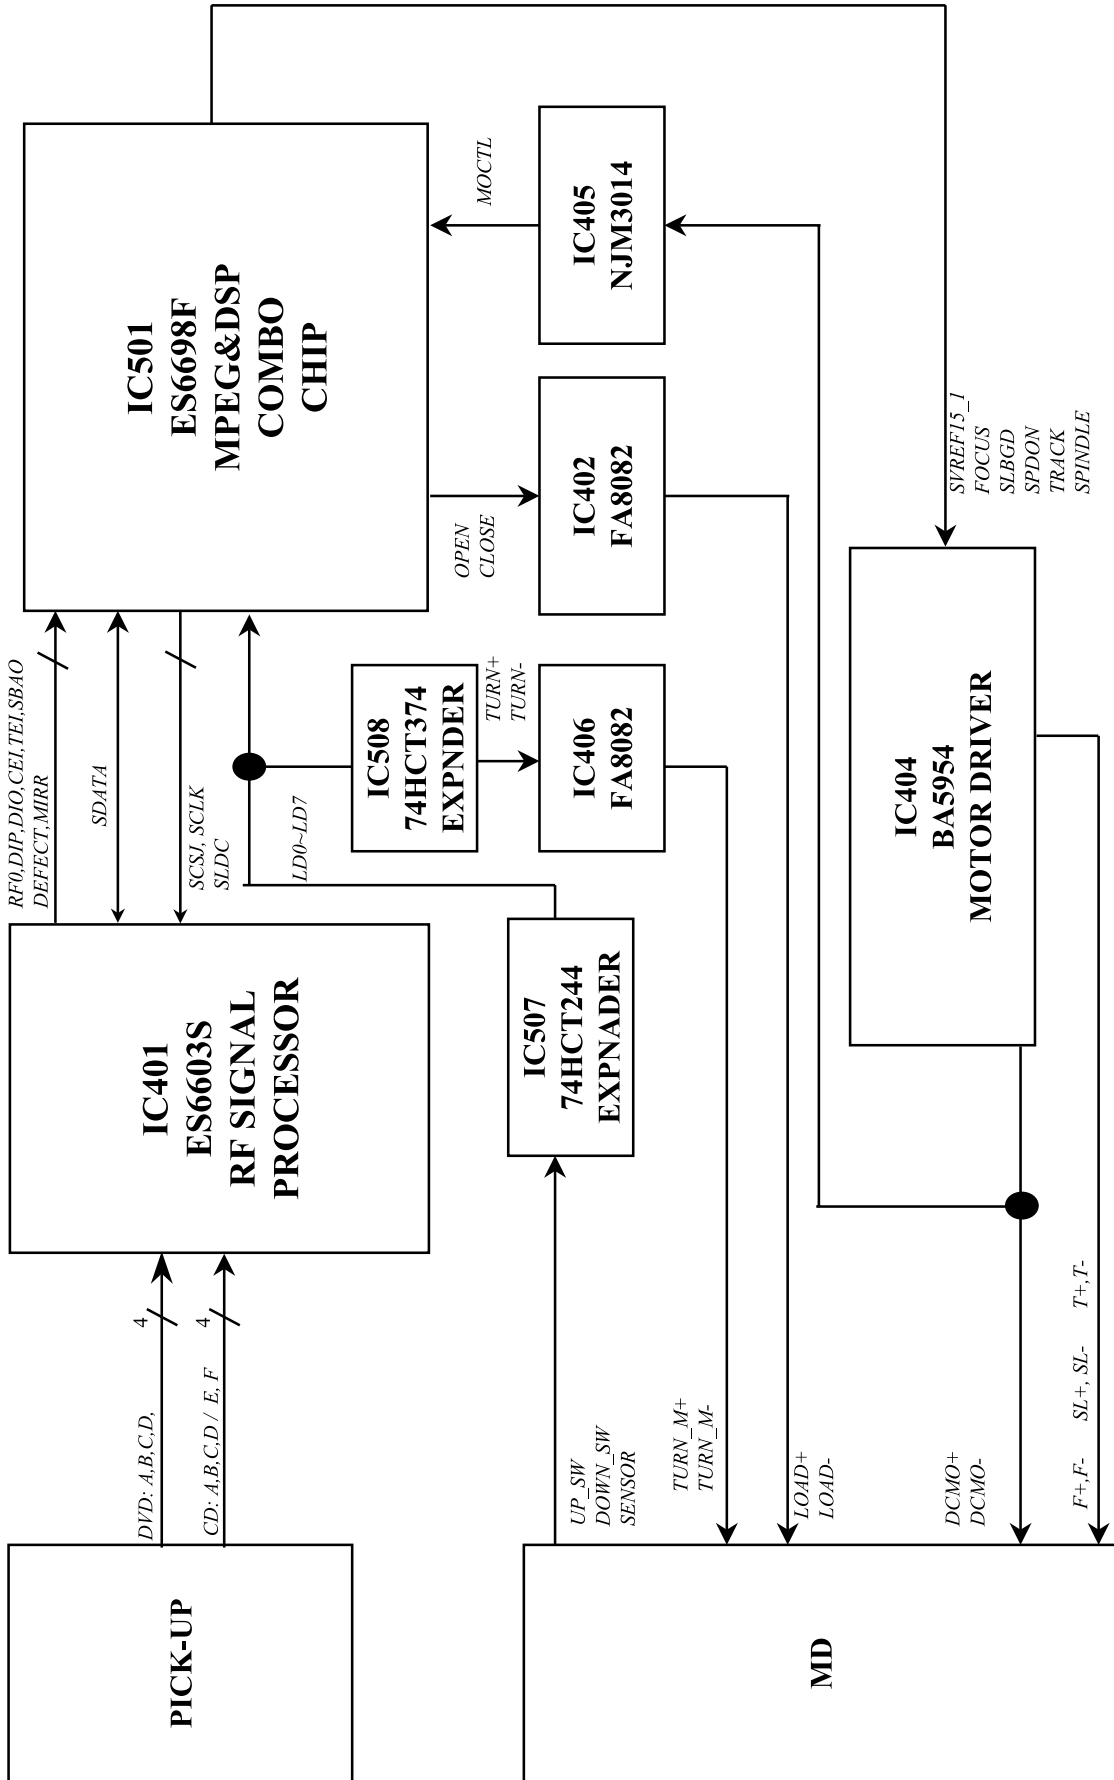 PICK-UP
DVD: A,B,C,D,
4
CD: A,B,C,D / E, F
4
IC401
ES6603S
RF SIGNAL
PROCESSOR
RF0,DIP,DIO,CEI,TEI,SBAO
DEFECT,MIRR
SDATA
SCSJ, SCLK
SLDC
LD0~LD7
IC501
ES6698F
MPEG&DSP
COMBO
CHIP
IC508
74HCT374
EXPNDER
TURN+
TURN-
OPEN
CLOSE
MOCTL
IC507
74HCT244
EXPNADER
IC406
FA8082
IC402
FA8082
IC405
NJM3014
MD
UP_SW
DOWN_SW
SENSOR
TURN_M+
TURN_M-
LOAD+
LOAD-
DCMO+
DCMO-
F+,F- SL+, SL- T+,T-
IC404
BA5954
MOTOR DRIVER
SVREF15_1
FOCUS
SLBGD
SPDON
TRACK
SPINDLE